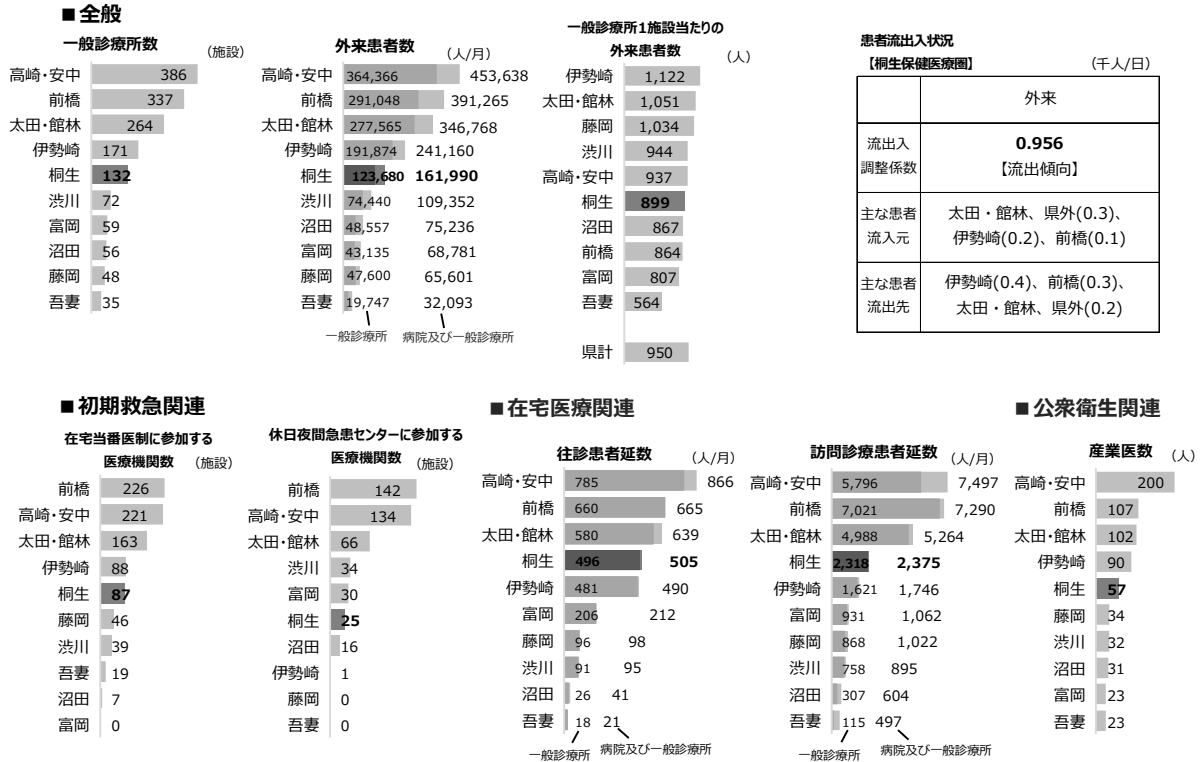 ■全般
一般診療所数 （施設）
高崎・安中 386
前橋 337
太田・館林 264
伊勢崎 171
桐生 132
渋川 72
富岡 59
沼田 56
藤岡 48
吾妻 35
外来患者数 （人/月）
高崎・安中 364,366 453,638
前橋 291,048 391,265
太田・館林 277,565 346,768
伊勢崎 191,874 241,160
桐生 123,680 161,990
渋川 74,440 109,352
沼田 48,557 75,236
富岡 43,135 68,781
藤岡 47,600 65,601
吾妻 19,747 32,093
一般診療所 病院及び一般診療所
一般診療所1施設当たりの
外来患者数 （人）
伊勢崎 1,122
太田・館林 1,051
藤岡 1,034
渋川 944
高崎・安中 937
桐生 899
沼田 867
前橋 864
富岡 807
吾妻 564
県計 950
患者流出入状況
【桐生保健医療圏】 （千人/日）
外来
流出入
調整係数
0.956
【流出傾向】
主な患者
流入元
太田・館林、県外(0.3)、
伊勢崎(0.2)、前橋(0.1)
主な患者
流出先
伊勢崎(0.4)、前橋(0.3)、
太田・館林、県外(0.2)
■初期救急関連
在宅当番医制に参加する
医療機関数 （施設）
前橋 226
高崎・安中 221
太田・館林 163
伊勢崎 88
桐生 87
藤岡 46
渋川 39
吾妻 19
沼田 7
富岡 0
休日夜間急患センターに参加する
医療機関数 （施設）
前橋 142
高崎・安中 134
太田・館林 66
渋川 34
富岡 30
桐生 25
沼田 16
伊勢崎 1
藤岡 0
吾妻 0
■在宅医療関連
往診患者延数 （人/月）
高崎・安中 785 866
前橋 660 665
太田・館林 580 639
桐生 496 505
伊勢崎 481 490
富岡 206 212
藤岡 96 98
渋川 91 95
沼田 26 41
吾妻 18 21
一般診療所 病院及び一般診療所
訪問診療患者延数 （人/月）
高崎・安中 5,796 7,497
前橋 7,021 7,290
太田・館林 4,988 5,264
桐生 2,318 2,375
伊勢崎 1,621 1,746
富岡 931 1,062
藤岡 868 1,022
渋川 758 895
沼田 307 604
吾妻 115 497
一般診療所 病院及び一般診療所
■公衆衛生関連
産業医数 （人）
高崎・安中 200
前橋 107
太田・館林 102
伊勢崎 90
桐生 57
藤岡 34
渋川 32
沼田 31
富岡 23
吾妻 23